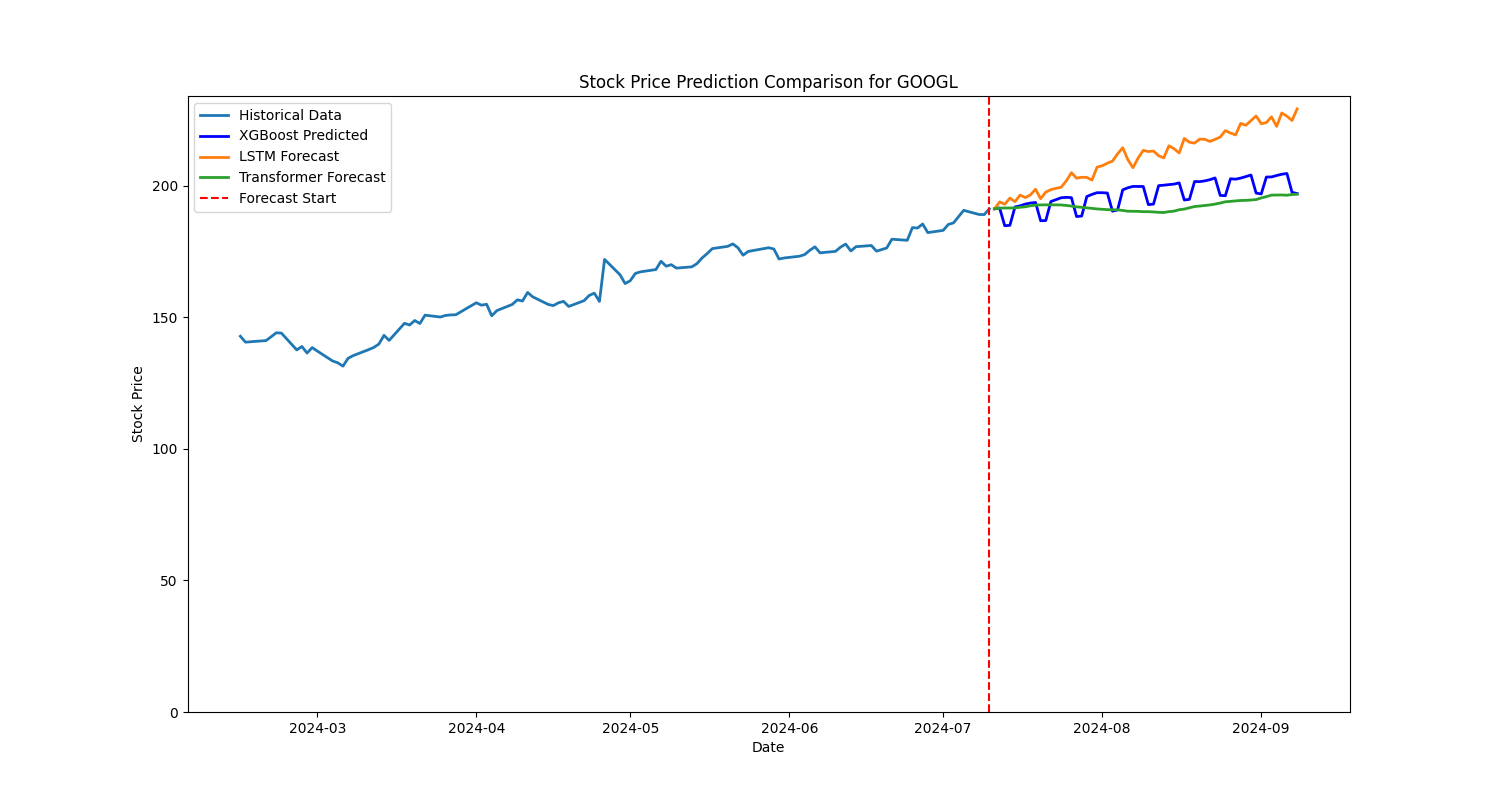 Stock Price Prediction Comparison for GOOGL
Historical Data
XGBoost Predicted
LSTM Forecast
Transformer Forecast
Forecast Start
Stock Price
200
150
100
50
0
2024-03
2024-04
2024-05
2024-06
2024-07
2024-08
2024-09
Date